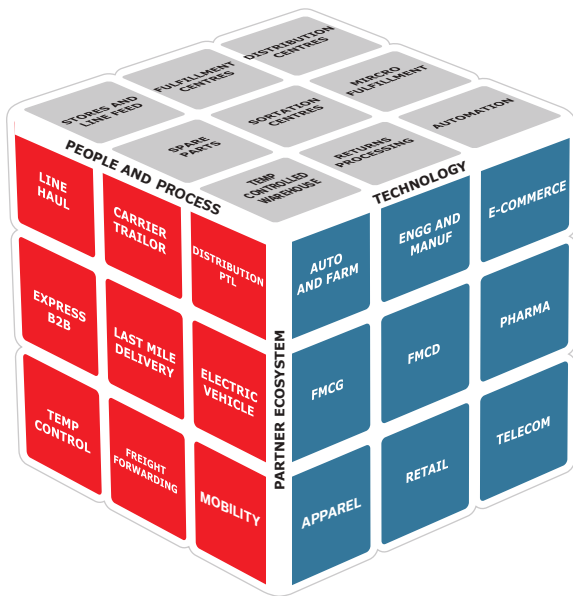 DISTRIBUTION
CENTRES
FULFILLMENT
CENTRES
MIRCRO
FULFILLMENT
STORES AND
LINE FEED
SORTATION
CENTRES
AUTOMATION
SPARE
PARTS
RETURNS
PROCESSING
TEMP
CONTROLLED
WAREHOUSE
PEOPLE AND PROCESS
TECHNOLOGY
PARTNER ECOSYSTEM
LINE
HAUL
CARRIER
TRAILOR
DISTRIBUTION
PTL
EXPRESS
B2B
LAST MILE
DELIVERY
ELECTRIC
VEHICLE
TEMP
CONTROL
FREIGHT
FORWARDING
MOBILITY
AUTO
AND FARM
ENGG AND
MANUF
E-COMMERCE
FMCG
FMCD
PHARMA
APPAREL
RETAIL
TELECOM